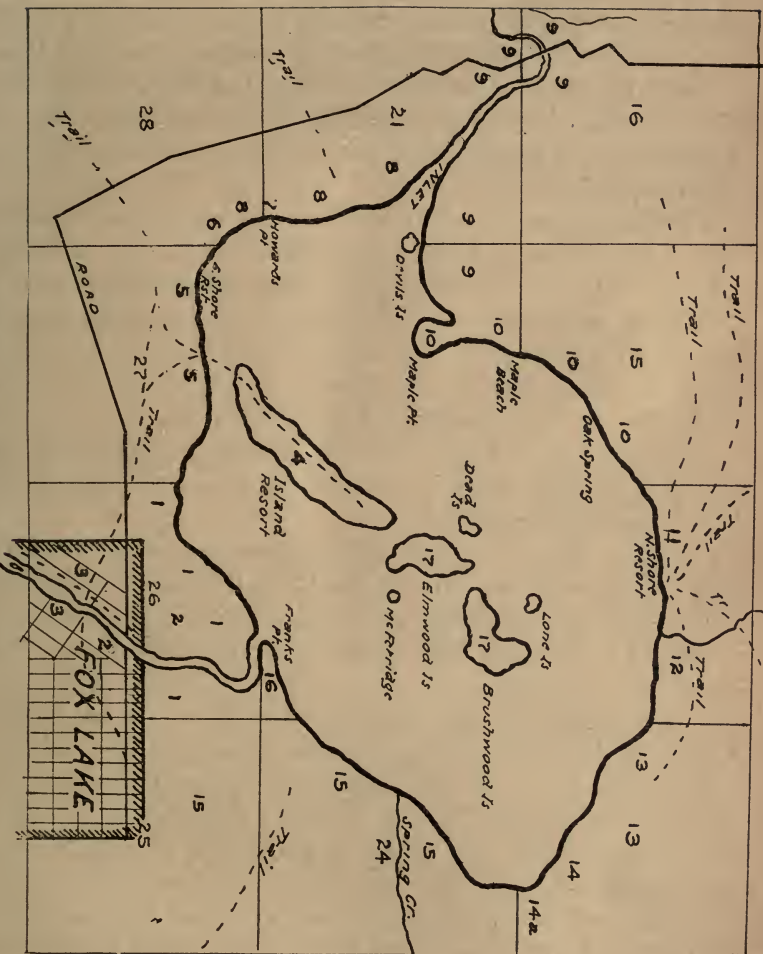 9
9
9
9
16
Trail
Trail
28
21
8
8
INLET
9
9
7
Howards Pt.
8
6
S. Shore Rst.
5
5
ROAD
27
Trail
Devils. Is
10
Maple Pt.
10
Maple Beach
10
Oak Spring
10
15
Trail
Trail
Trail
Trail
11
N. Shore Resort
12
4
Island Resort
Dead Is
17
Elmwood Is
McFbridge
17
Brushwood Is
Lone Is
1
1
1
2
1
26
Franks Pt.
16
3
3
2
FOX LAKE
25
15
15
15
Trail
Spring Cr.
24
13
13
14
14a